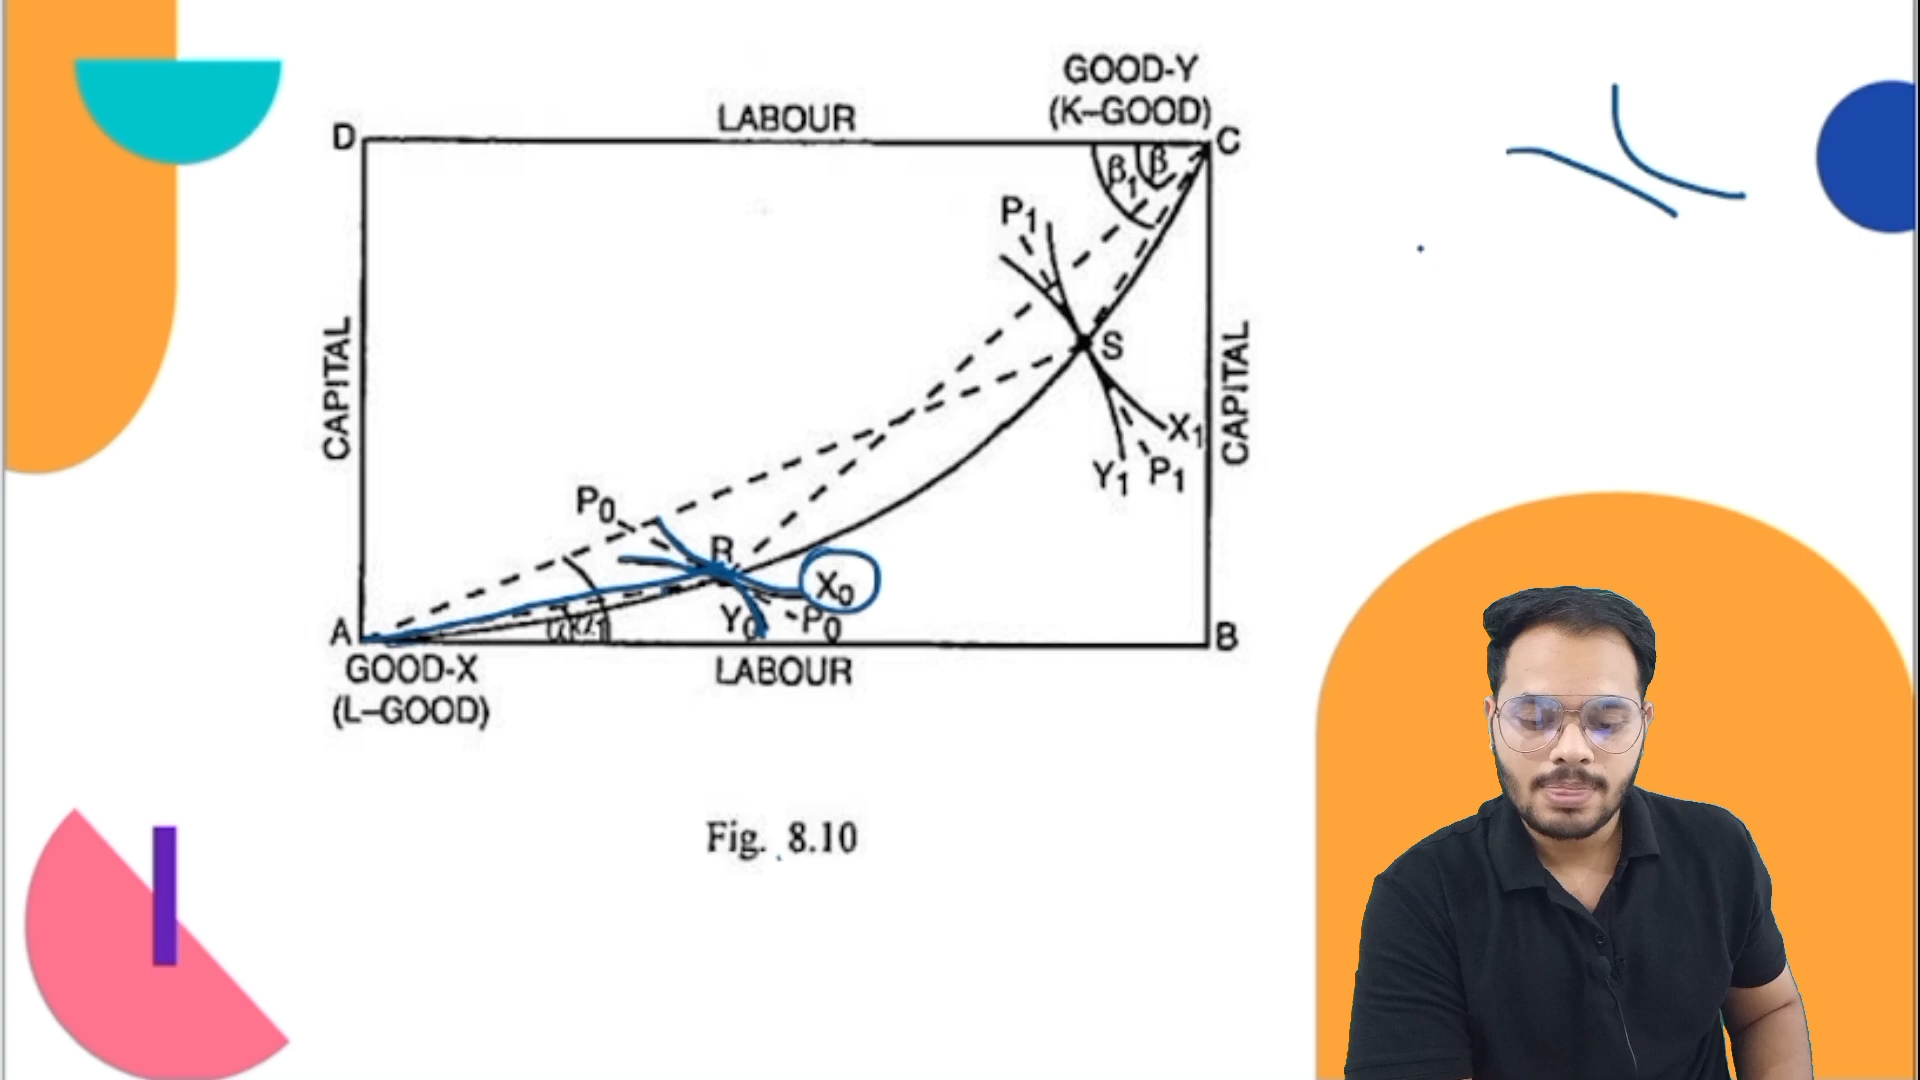 GOOD-Y
(K-GOOD)
LABOUR
D
C
β
β1
P1
CAPITAL
S
CAPITAL
X1
Y1
P1
P0
R
X0
Y0
P0
A
B
GOOD-X
LABOUR
(L-GOOD)
Fig. 8.10